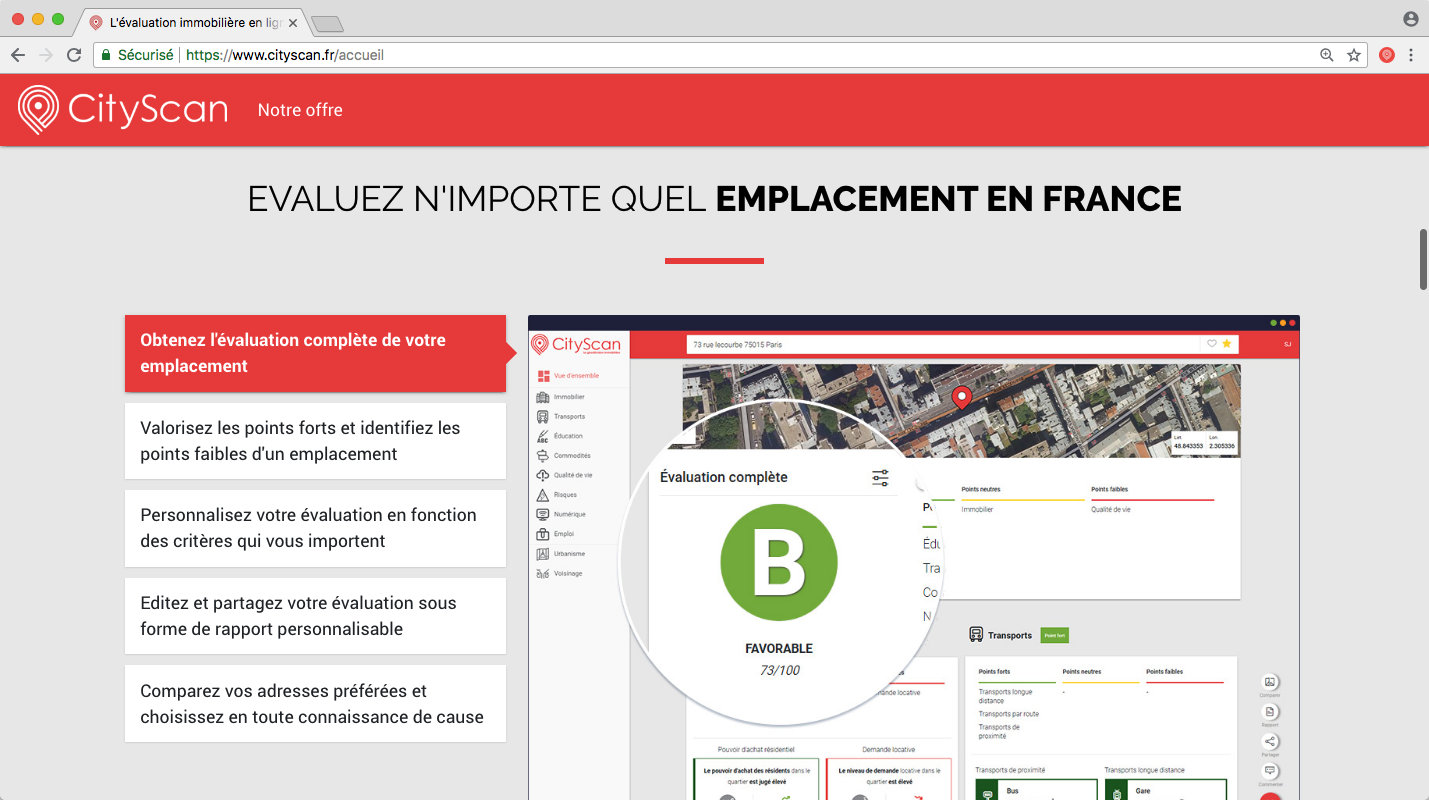 L'évaluation immobilière en lign
Sécurisé https://www.cityscan.fr/accueil
CityScan
Notre offre
EVALUEZ N'IMPORTE QUEL EMPLACEMENT EN FRANCE
Obtenez l'évaluation complète de votre
emplacement
Valorisez les points forts et identifiez les
points faibles d'un emplacement
Personnalisez votre évaluation en fonction
des critères qui vous importent
Editez et partagez votre évaluation sous
forme de rapport personnalisable
Comparez vos adresses préférées et
choisissez en toute connaissance de cause
CityScan
73 rue lecourbe 75015 Paris
SJ
Vue d'ensemble
Immobilier
Transports
Éducation
Commodités
Qualité de vie
Risques
Numérique
Emploi
Urbanisme
Voisinage
Lat. Lon.
48.843353 2.305336
Évaluation complète
B
FAVORABLE
73/100
Édu
Tra
Co
N
Points neutres
Immobilier
Points faibles
Qualité de vie
Transports
Point fort
Points forts
Transports longue
distance
Transports par route
Transports de
proximité
Points neutres
-
Points faibles
-
Pouvoir d'achat résidentiel
Le pouvoir d'achat des résidents dans le
quartier est jugé élevé
Demande locative
Le niveau de demande locative dans le
quartier est élevé
Transports de proximité
Bus
Transports longue distance
Gare
Comparer
Rapport
Partager
Commenter